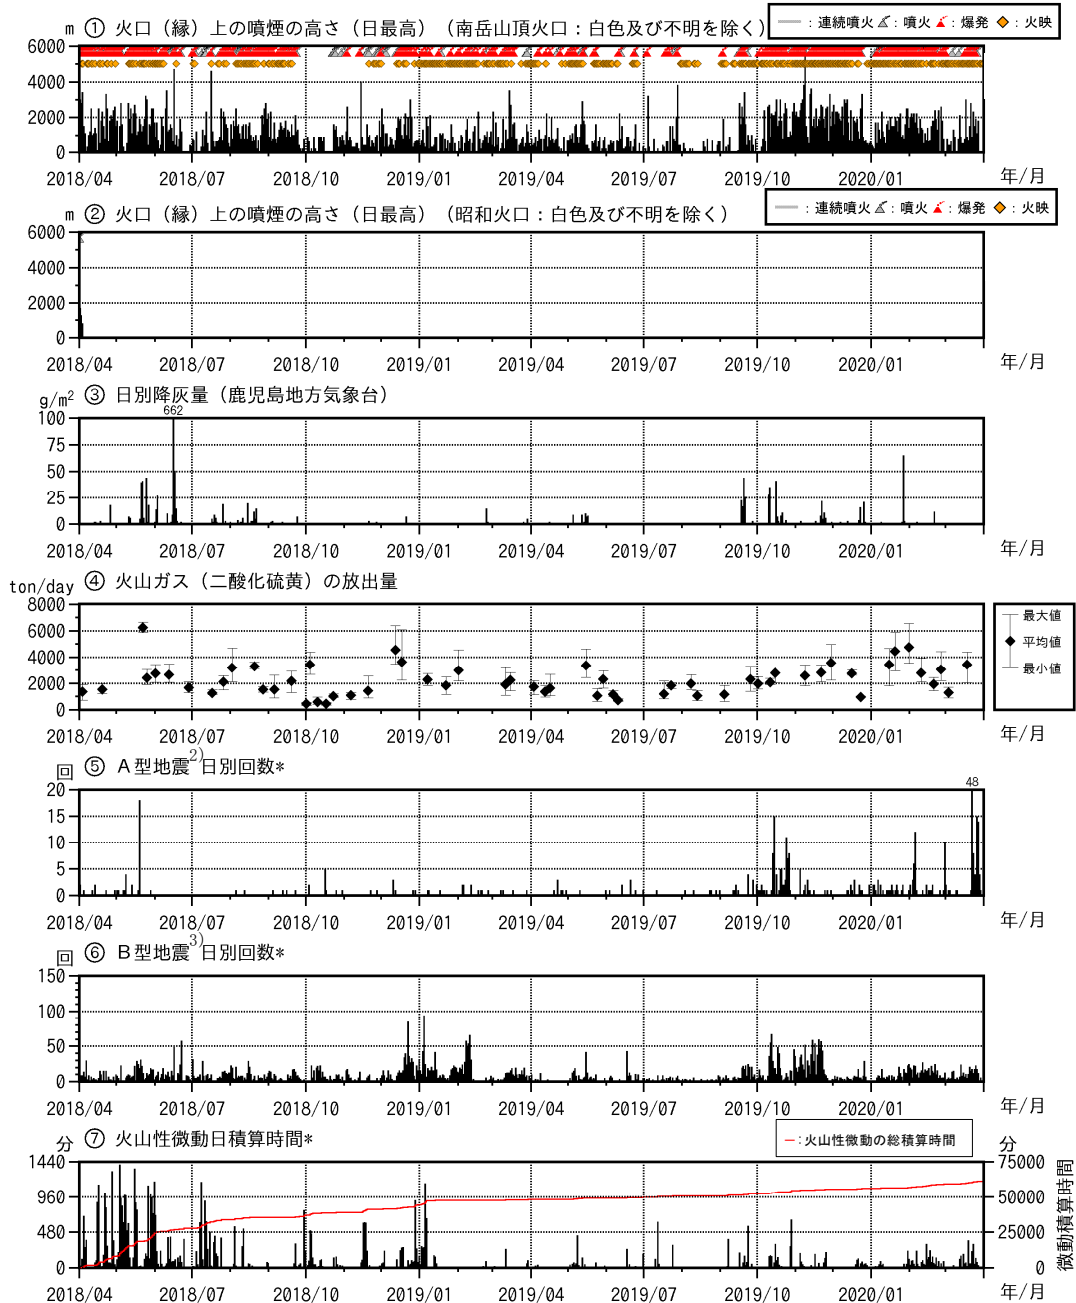 m ① 火口（縁）上の噴煙の高さ（日最高）（南岳山頂火口：白色及び不明を除く）
：連続噴火 ：噴火 ：爆発 ：火映
6000
4000
2000
0
2018/04 2018/07 2018/10 2019/01 2019/04 2019/07 2019/10 2020/01 年/月
m ② 火口（縁）上の噴煙の高さ（日最高）（昭和火口：白色及び不明を除く）
：連続噴火 ：噴火 ：爆発 ：火映
6000
4000
2000
0
2018/04 2018/07 2018/10 2019/01 2019/04 2019/07 2019/10 2020/01 年/月
g/m² ③ 日別降灰量（鹿児島地方気象台）
662
100
75
50
25
0
2018/04 2018/07 2018/10 2019/01 2019/04 2019/07 2019/10 2020/01 年/月
ton/day ④ 火山ガス（二酸化硫黄）の放出量
8000
6000
4000
2000
0
最大値
平均値
最小値
2018/04 2018/07 2018/10 2019/01 2019/04 2019/07 2019/10 2020/01 年/月
回 ⑤ Ａ型地震2)日別回数*
48
20
15
10
5
0
2018/04 2018/07 2018/10 2019/01 2019/04 2019/07 2019/10 2020/01 年/月
回 ⑥ Ｂ型地震3)日別回数*
150
100
50
0
2018/04 2018/07 2018/10 2019/01 2019/04 2019/07 2019/10 2020/01 年/月
分 ⑦ 火山性微動日積算時間*
：火山性微動の総積算時間
分
1440 75000
960 50000
480 25000
0 0
微動積算時間
2018/04 2018/07 2018/10 2019/01 2019/04 2019/07 2019/10 2020/01 年/月